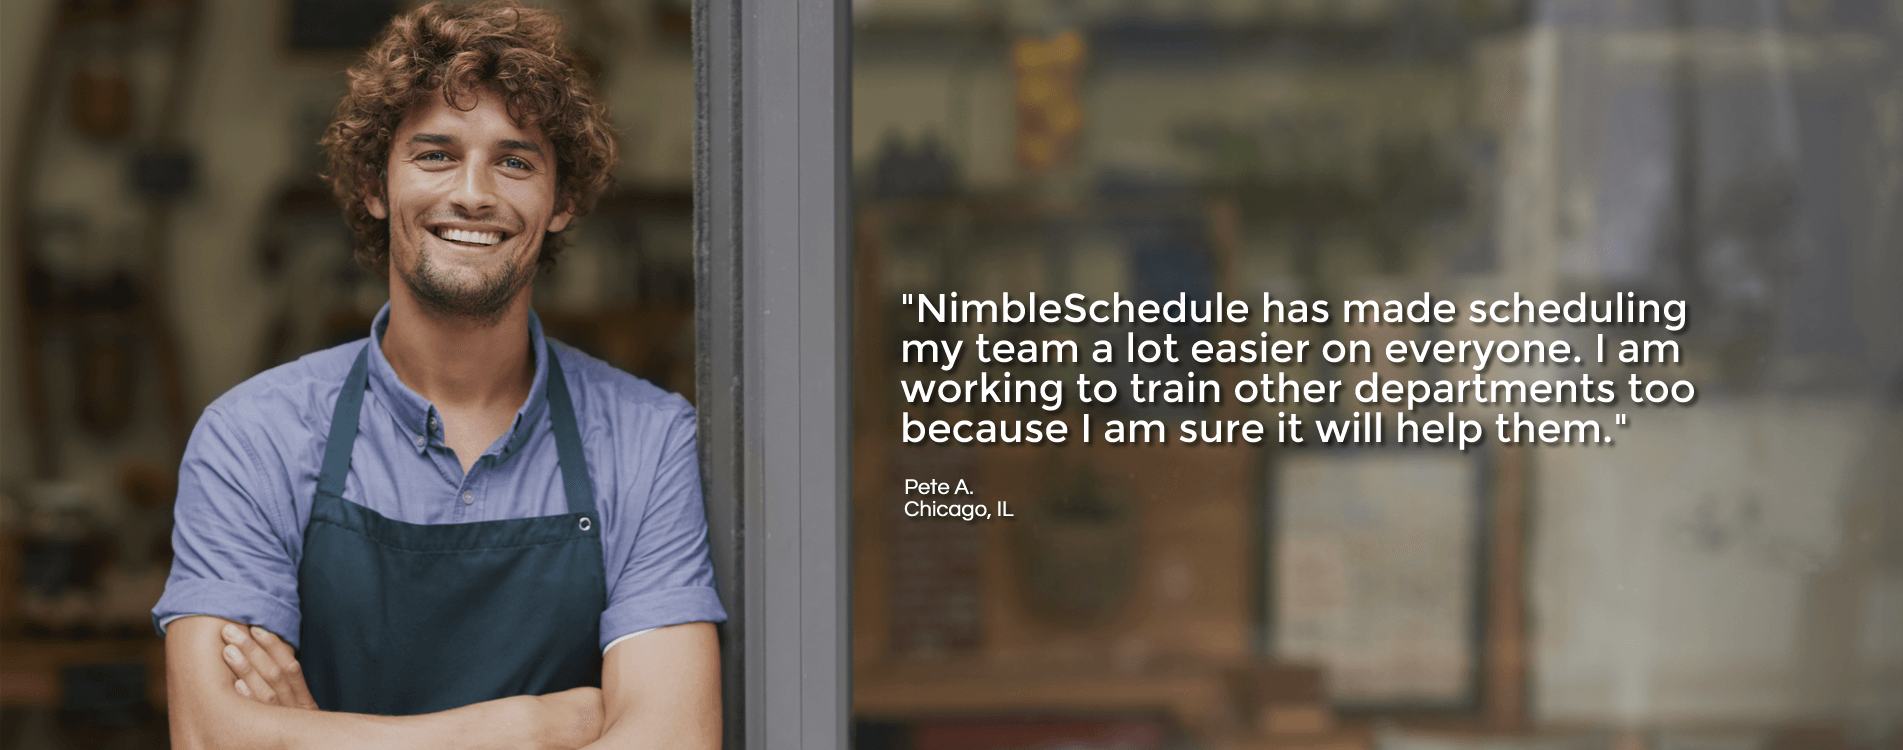 "NimbleSchedule has made scheduling
my team a lot easier on everyone. I am
working to train other departments too
because I am sure it will help them."
Pete A.
Chicago, IL